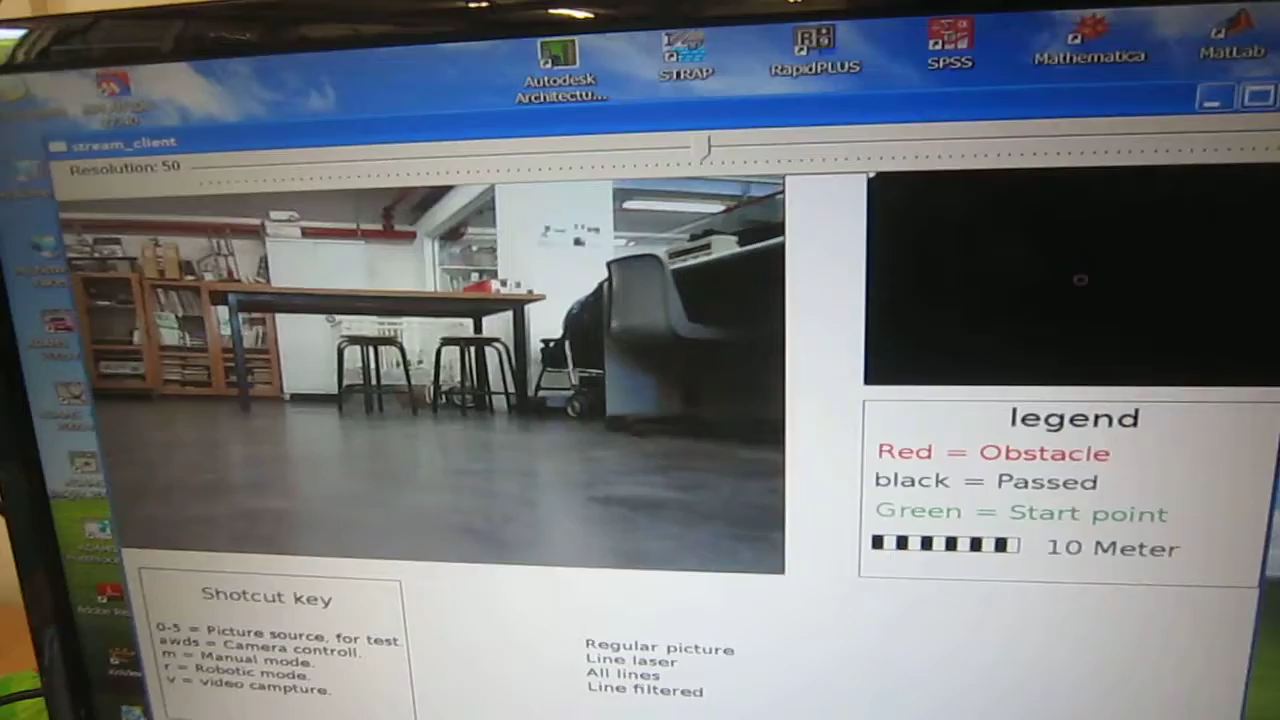 Autodesk
Architectu...
STRAP
RapidPLUS
SPSS
Mathematica
MatLab
stream_client
Resolution: 50
legend
Red = Obstacle
black = Passed
Green = Start point
10 Meter
Shotcut key
0-5 = Picture source, for test.
awds = Camera controll.
m = Manual mode.
r = Robotic mode.
v = video campture.
Regular picture
Line laser
All lines
Line filtered